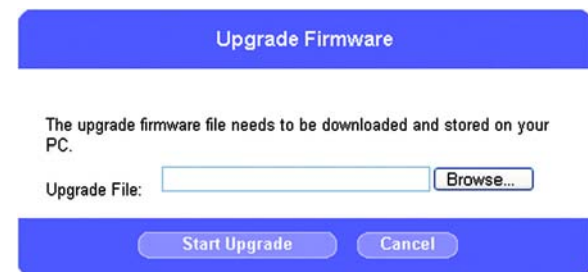 Upgrade Firmware
The upgrade firmware file needs to be downloaded and stored on your
PC.
Upgrade File:
Browse...
Start Upgrade
Cancel